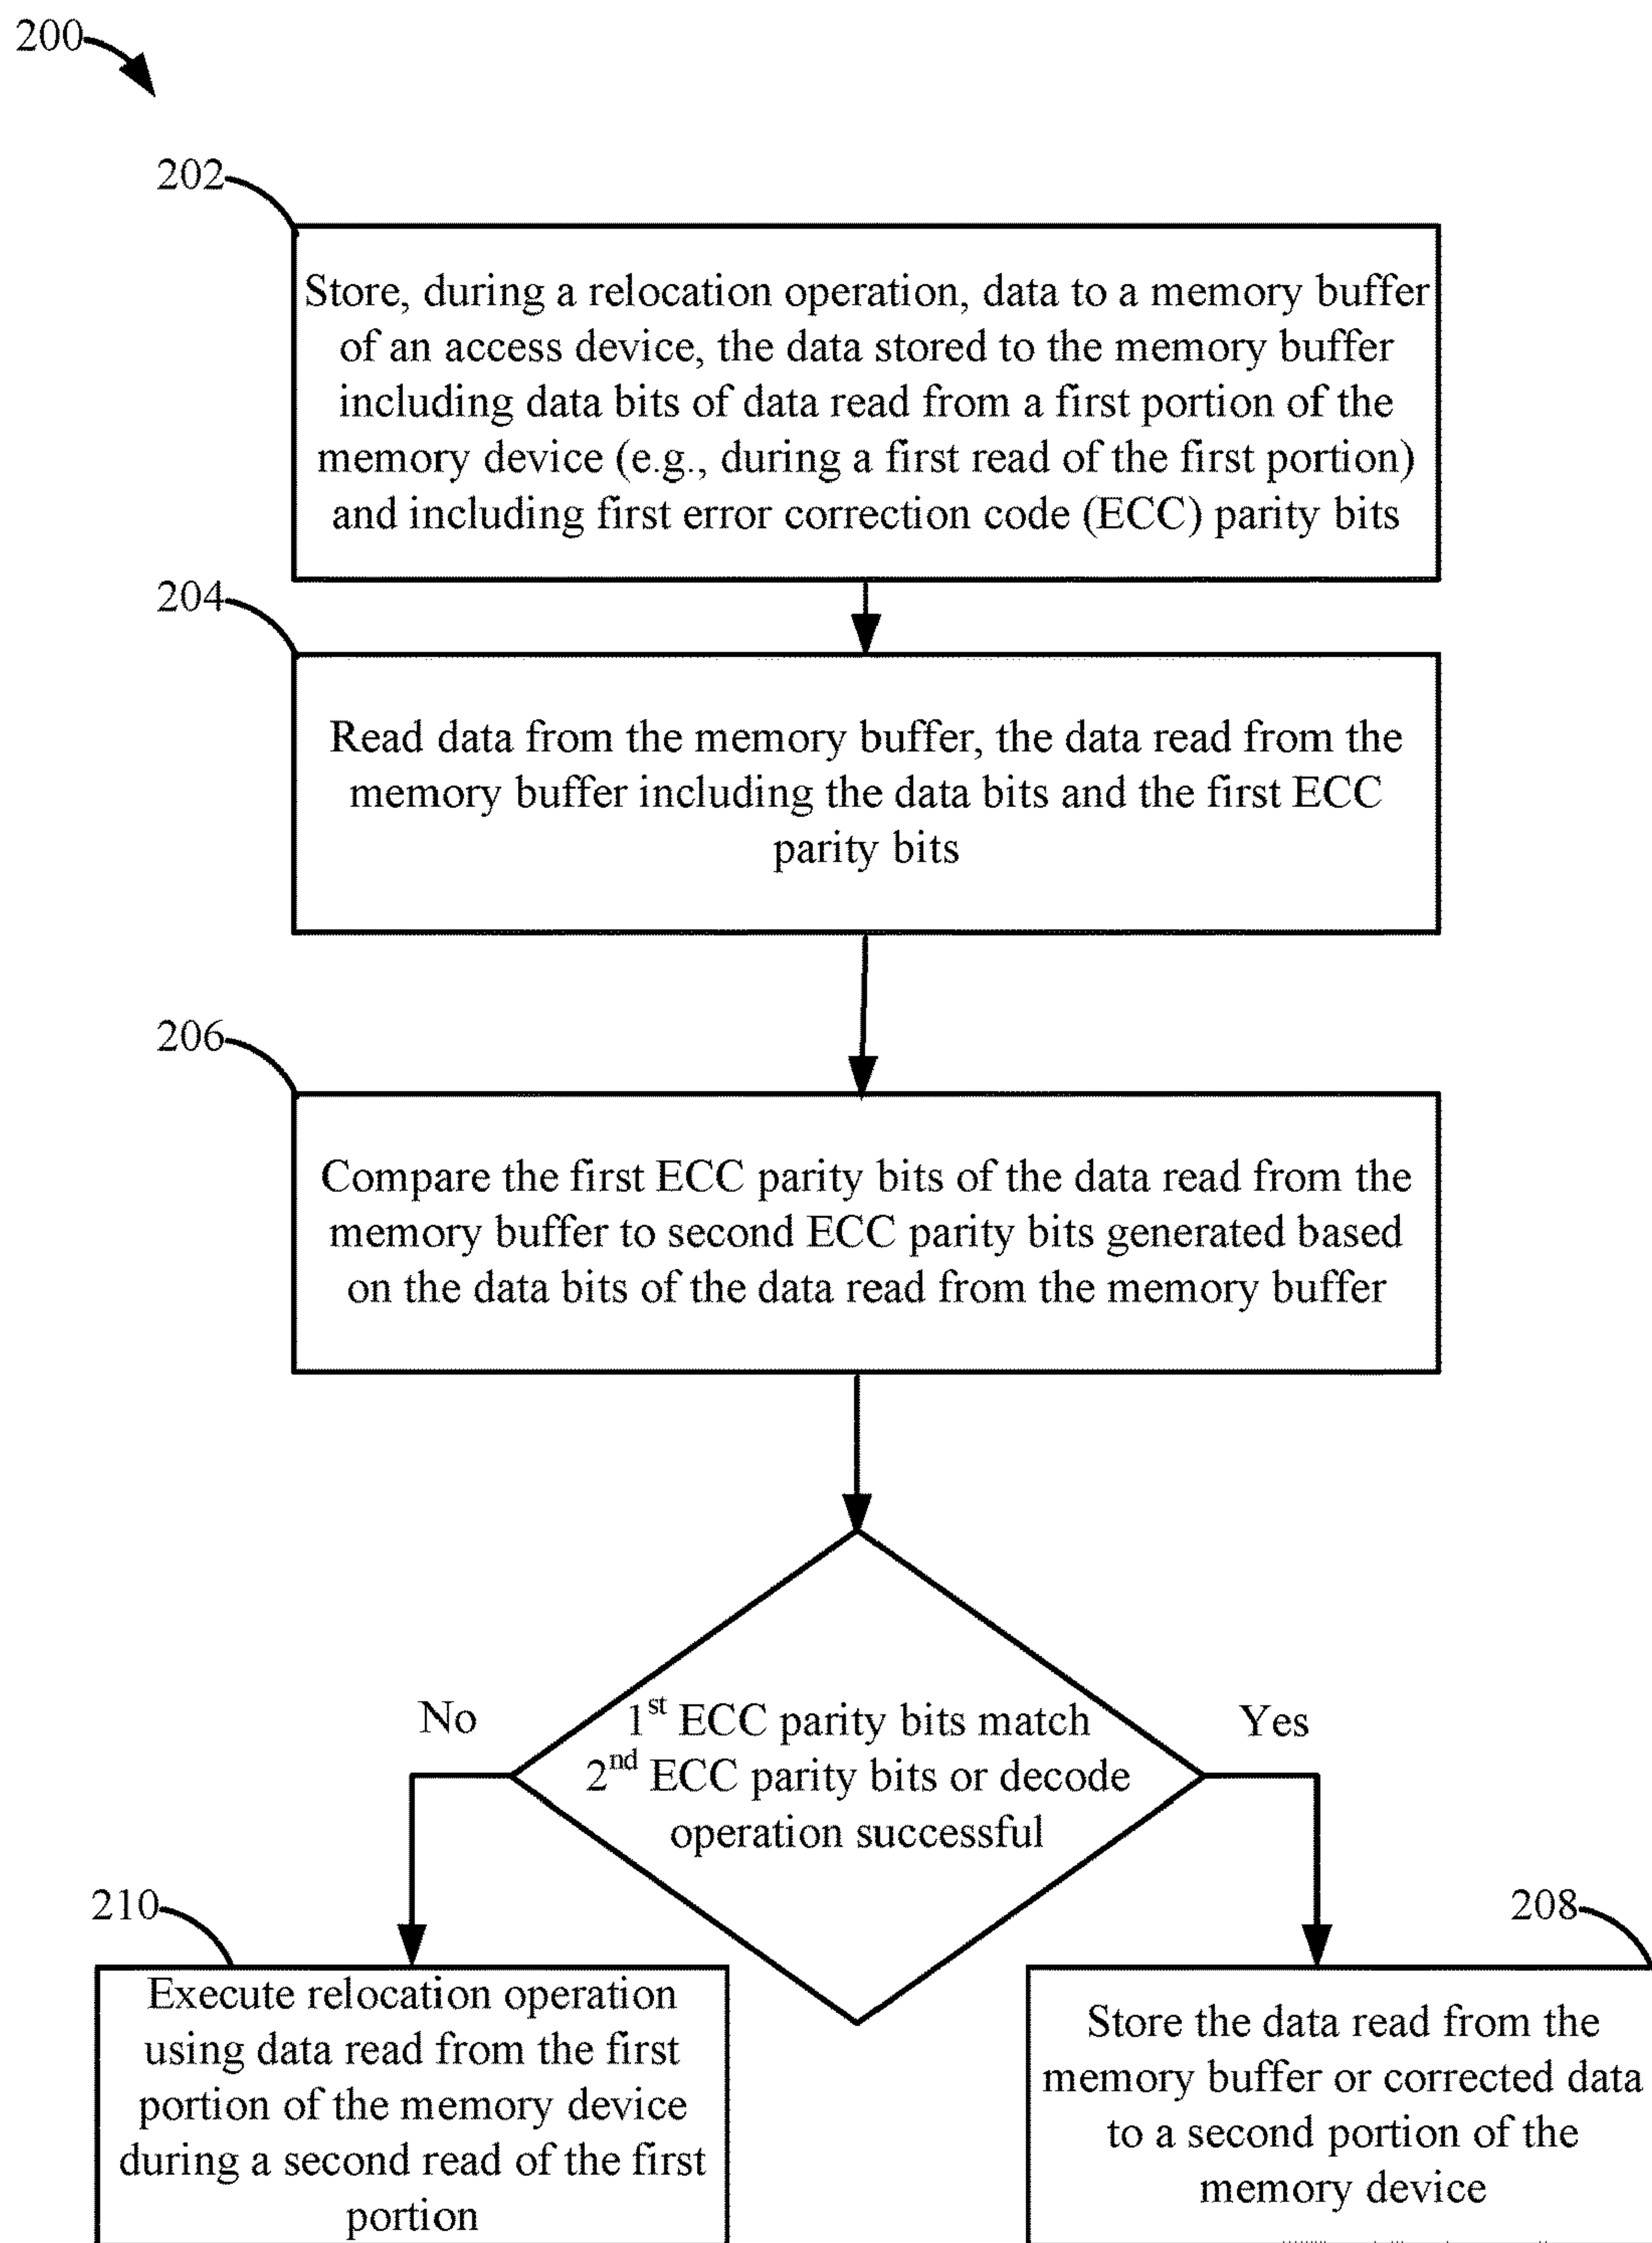 200
202
Store, during a relocation operation, data to a memory buffer
of an access device, the data stored to the memory buffer
including data bits of data read from a first portion of the
memory device (e.g., during a first read of the first portion)
and including first error correction code (ECC) parity bits
204
Read data from the memory buffer, the data read from the
memory buffer including the data bits and the first ECC
parity bits
206
Compare the first ECC parity bits of the data read from the
memory buffer to second ECC parity bits generated based
on the data bits of the data read from the memory buffer
No
1st ECC parity bits match
2nd ECC parity bits or decode
operation successful
Yes
210
Execute relocation operation
using data read from the first
portion of the memory device
during a second read of the first
portion
208
Store the data read from the
memory buffer or corrected data
to a second portion of the
memory device